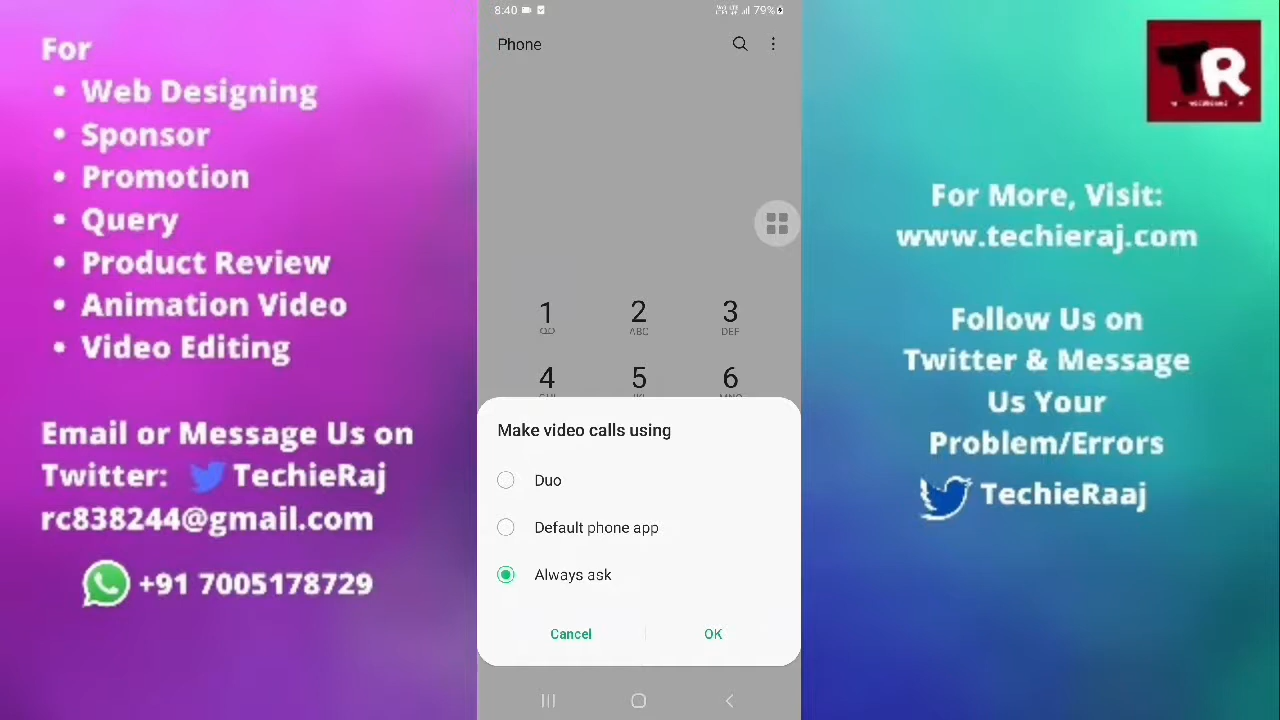 For
• Web Designing
• Sponsor
• Promotion
• Query
• Product Review
• Animation Video
• Video Editing
Email or Message Us on
Twitter: TechieRaj
rc838244@gmail.com
+91 7005178729
8:40
79%
Phone
1
2 ABC
3 DEF
4
5
6
Make video calls using
Duo
Default phone app
Always ask
Cancel
OK
TR
For More, Visit:
www.techieraj.com
Follow Us on
Twitter & Message
Us Your
Problem/Errors
TechieRaaj